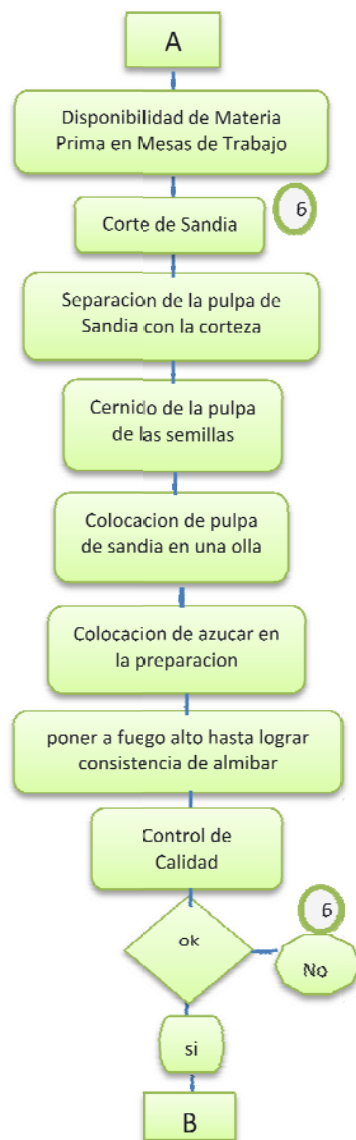 A
Disponibilidad de Materia
Prima en Mesas de Trabajo
6
Corte de Sandia
Separacion de la pulpa de
Sandia con la corteza
Cernido de la pulpa
de las semillas
Colocacion de pulpa
de sandia en una olla
Colocacion de azucar en
la preparacion
poner a fuego alto hasta lograr
consistencia de almibar
Control de
Calidad
6
ok
No
si
B